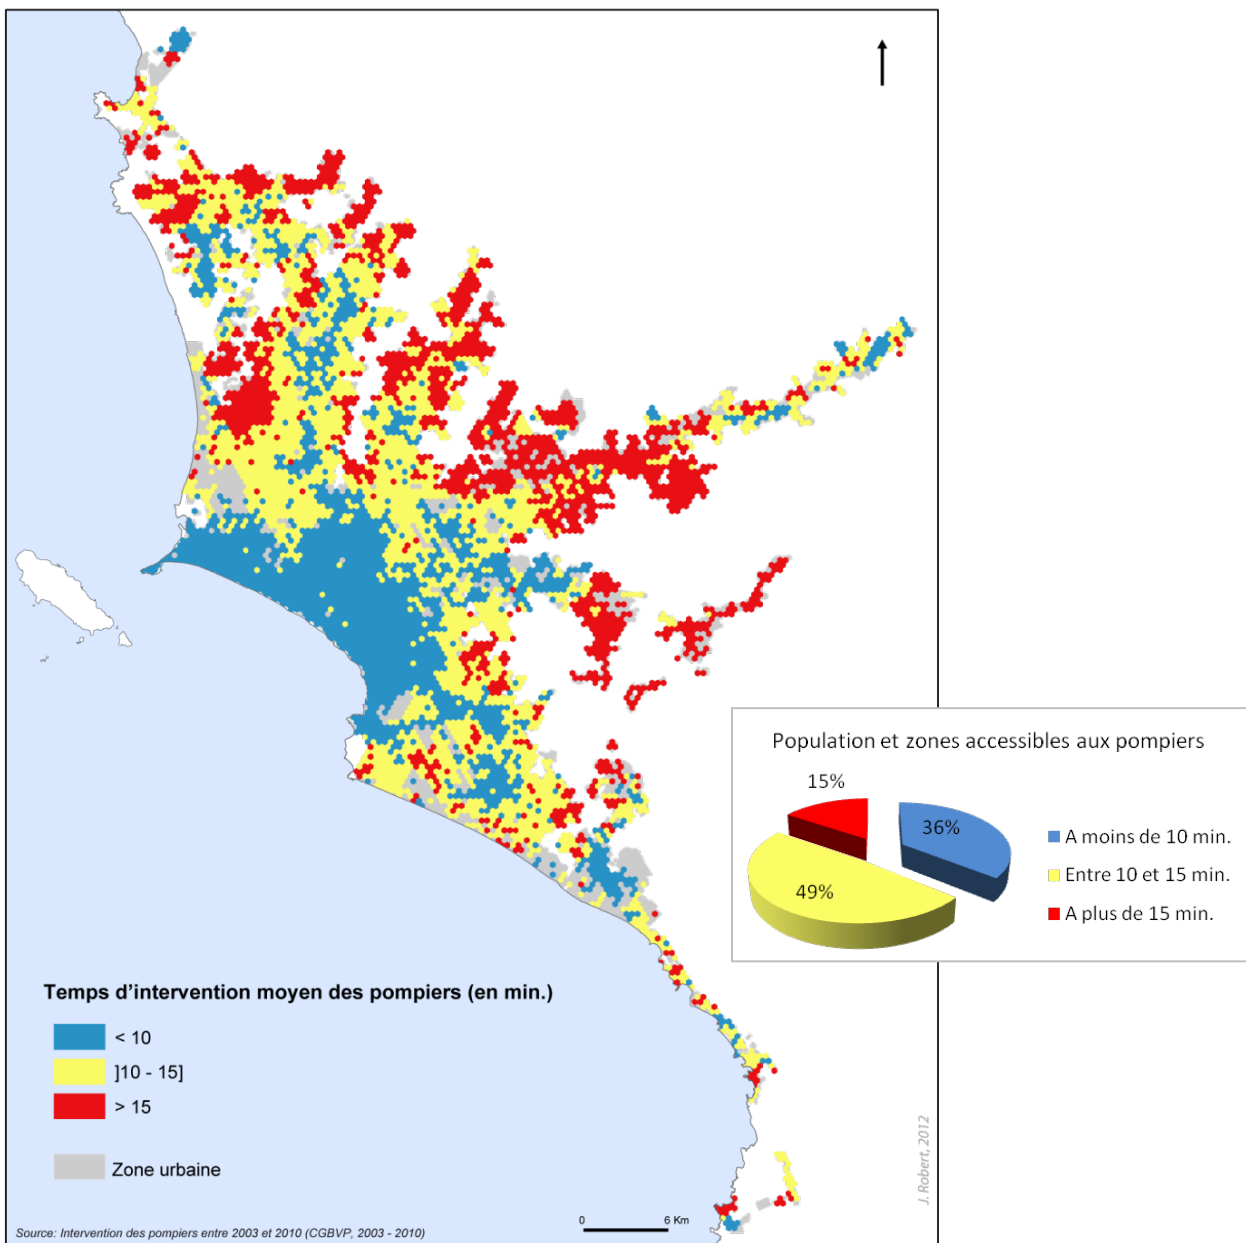 Population et zones accessibles aux pompiers
15%
36%
49%
A moins de 10 min.
Entre 10 et 15 min.
A plus de 15 min.
Temps d'intervention moyen des pompiers (en min.)
< 10
]10 - 15]
> 15
Zone urbaine
J. Robert, 2012
0 6 Km
Source: Intervention des pompiers entre 2003 et 2010 (CGBVP, 2003 - 2010)